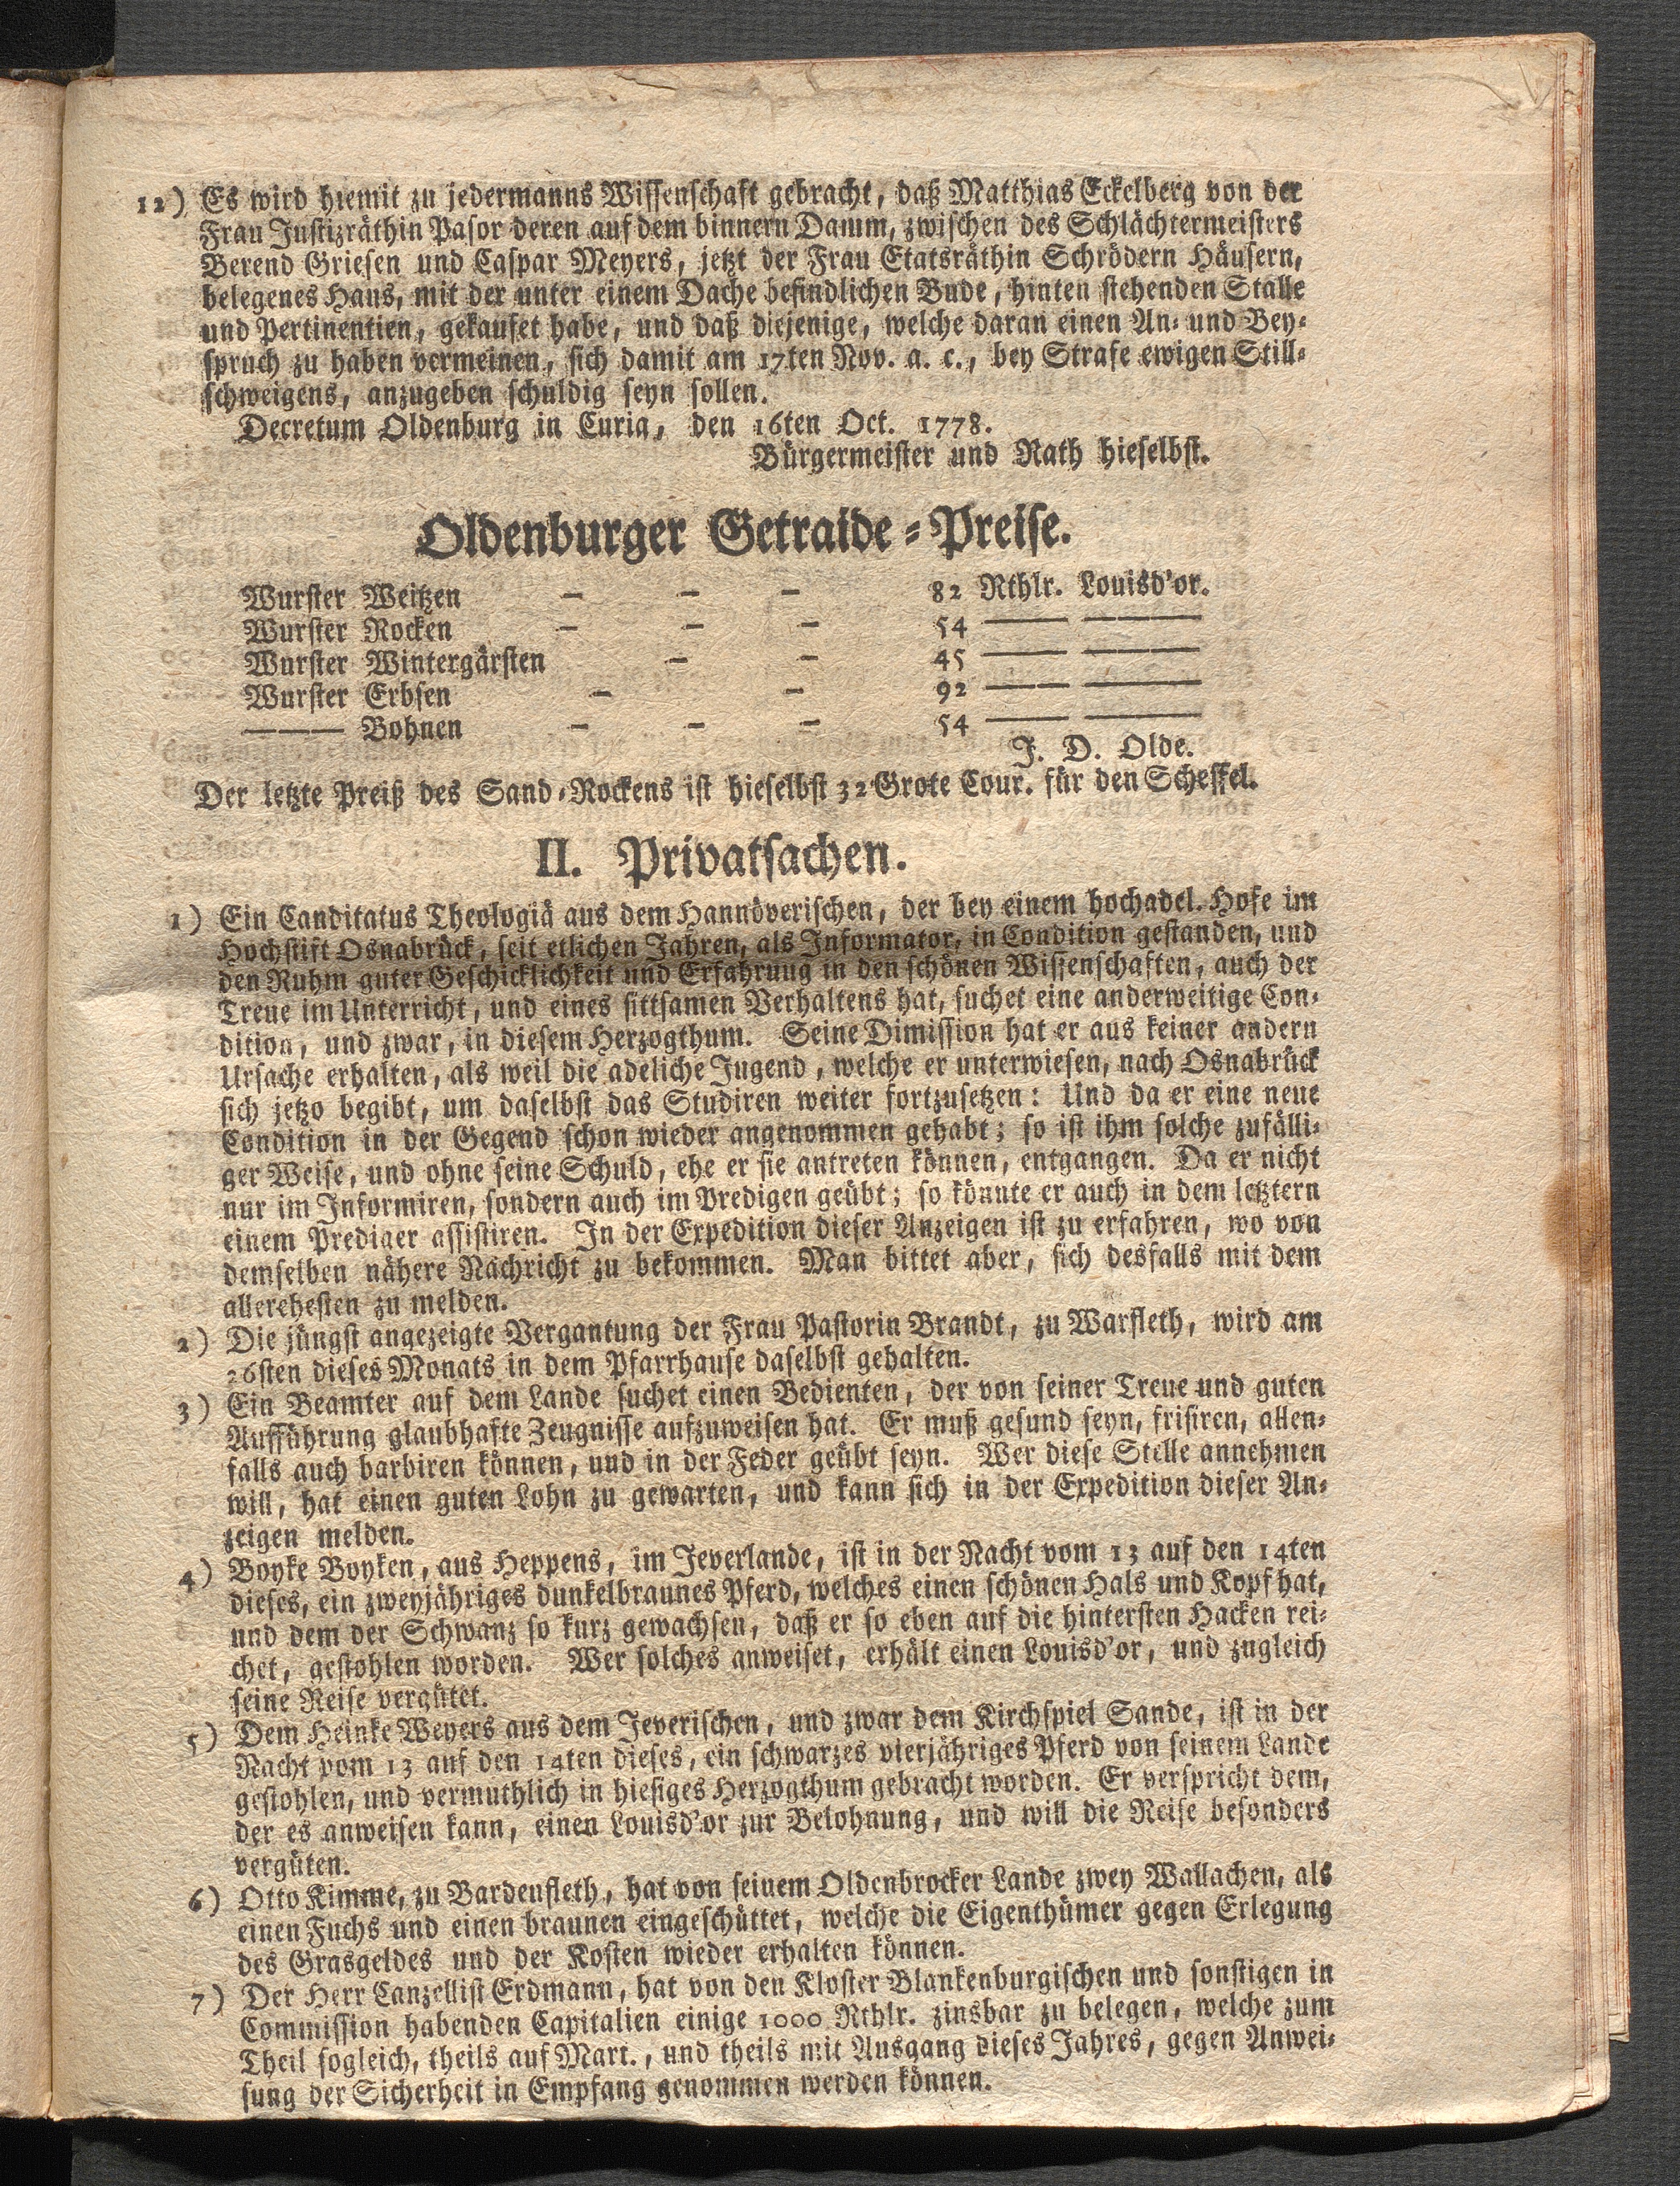 12) Es wird hiemit zu jedermanns Wissenschaft gebracht, daß Matthias Eckelberg von der
Frau Justizräthin Pasor deren auf dem binnern Damm, zwischen des Schlächtermeisters
Berend Griesen und Caspar Meyers, jetzt der Frau Etatsräthin Schrödern Häusern,
belegenes Haus, mit der unter einem Dache befindlichen Bude, hinten stehenden Stalle
und Pertinentien, gekaufet habe, und daß diejenige, welche daran einen An- und Bey-
spruch zu haben vermeinen, sich damit am 17ten Nov. a. c., bey Strafe ewigen Still-
schweigens, anzugeben schuldig seyn sollen.
Decretum Oldenburg in Curia, den 16ten Oct. 1778.
Bürgermeister und Rath hieselbst.
Oldenburger Getraide-Preise.
Wurster Weitzen — — — 82 Rthlr. Louisd'or.
Wurster Rocken — — — 54 —— ——
Wurster Wintergärsten — — 45 —— ——
Wurster Erbsen — — 92 —— ——
——— Bohnen — — — 54 —— ——
J. D. Olde.
Der letzte Preiß des Sand-Rockens ist hieselbst 32 Grote Cour. für den Scheffel.
II. Privatsachen.
1) Ein Canditatus Theologiä aus dem Hannöverischen, der bey einem hochadel. Hofe im
Hochstift Osnabrück, seit etlichen Jahren, als Informator, in Condition gestanden, und
den Ruhm guter Geschicklichkeit und Erfahrung in den schönen Wissenschaften, auch der
Treue im Unterricht, und eines sittsamen Verhaltens hat, suchet eine anderweitige Con-
dition, und zwar, in diesem Herzogthum. Seine Dimission hat er aus keiner andern
Ursache erhalten, als weil die adeliche Jugend, welche er unterwiesen, nach Osnabrück
sich jetzo begibt, um daselbst das Studiren weiter fortzusetzen: Und da er eine neue
Condition in der Gegend schon wieder angenommen gehabt; so ist ihm solche zufälli-
ger Weise, und ohne seine Schuld, ehe er sie antreten können, entgangen. Da er nicht
nur im Informiren, sondern auch im Predigen geübt; so könnte er auch in dem letztern
einem Prediger assistiren. In der Expedition dieser Anzeigen ist zu erfahren, wo von
demselben nähere Nachricht zu bekommen. Man bittet aber, sich desfalls mit dem
allerehesten zu melden.
2) Die jüngst angezeigte Vergantung der Frau Pastorin Brandt, zu Warfleth, wird am
26sten dieses Monats in dem Pfarrhause daselbst gehalten.
3) Ein Beamter auf dem Lande suchet einen Bedienten, der von seiner Treue und guten
Aufführung glaubhafte Zeugnisse aufzuweisen hat. Er muß gesund seyn, frisiren, allen-
falls auch barbiren können, und in der Feder geübt seyn. Wer diese Stelle annehmen
will, hat einen guten Lohn zu gewarten, und kann sich in der Expedition dieser An-
zeigen melden.
4) Boyke Boyken, aus Heppens, im Jeverlande, ist in der Nacht vom 13 auf den 14ten
dieses, ein zweyjähriges dunkelbraunes Pferd, welches einen schönen Hals und Kopf hat,
und dem der Schwanz so kurz gewachsen, daß er so eben auf die hintersten Hacken rei-
chet, gestohlen worden. Wer solches anweiset, erhält einen Louisd'or, und zugleich
seine Reise vergütet.
5) Dem Heinke Weyers aus dem Jeverischen, und zwar dem Kirchspiel Sande, ist in der
Nacht vom 13 auf den 14ten dieses, ein schwarzes vierjähriges Pferd von seinem Lande
gestohlen, und vermuthlich in hiesiges Herzogthum gebracht worden. Er verspricht dem,
der es anweisen kann, einen Louisd'or zur Belohnung, und will die Reise besonders
vergüten.
6) Otto Kimme, zu Bardenfleth, hat von seinem Oldenbrocker Lande zwey Wallachen, als
einen Fuchs und einen braunen eingeschüttet, welche die Eigenthümer gegen Erlegung
des Grasgeldes und der Kosten wieder erhalten können.
7) Der Herr Canzellist Erdmann, hat von den Kloster Blankenburgischen und sonstigen in
Commission habenden Capitalien einige 1000 Rthlr. zinsbar zu belegen, welche zum
Theil sogleich, theils auf Mart., und theils mit Ausgang dieses Jahres, gegen Anwei-
sung der Sicherheit in Empfang genommen werden können.